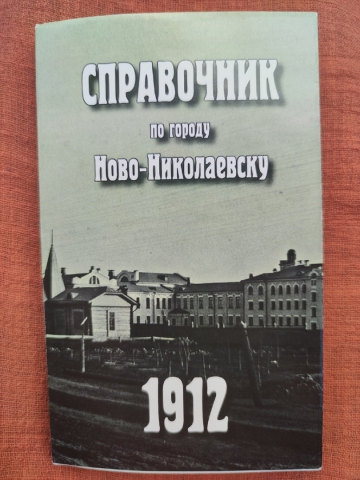 СПРАВОЧНИК
по городу
Ново-Николаевску
1912